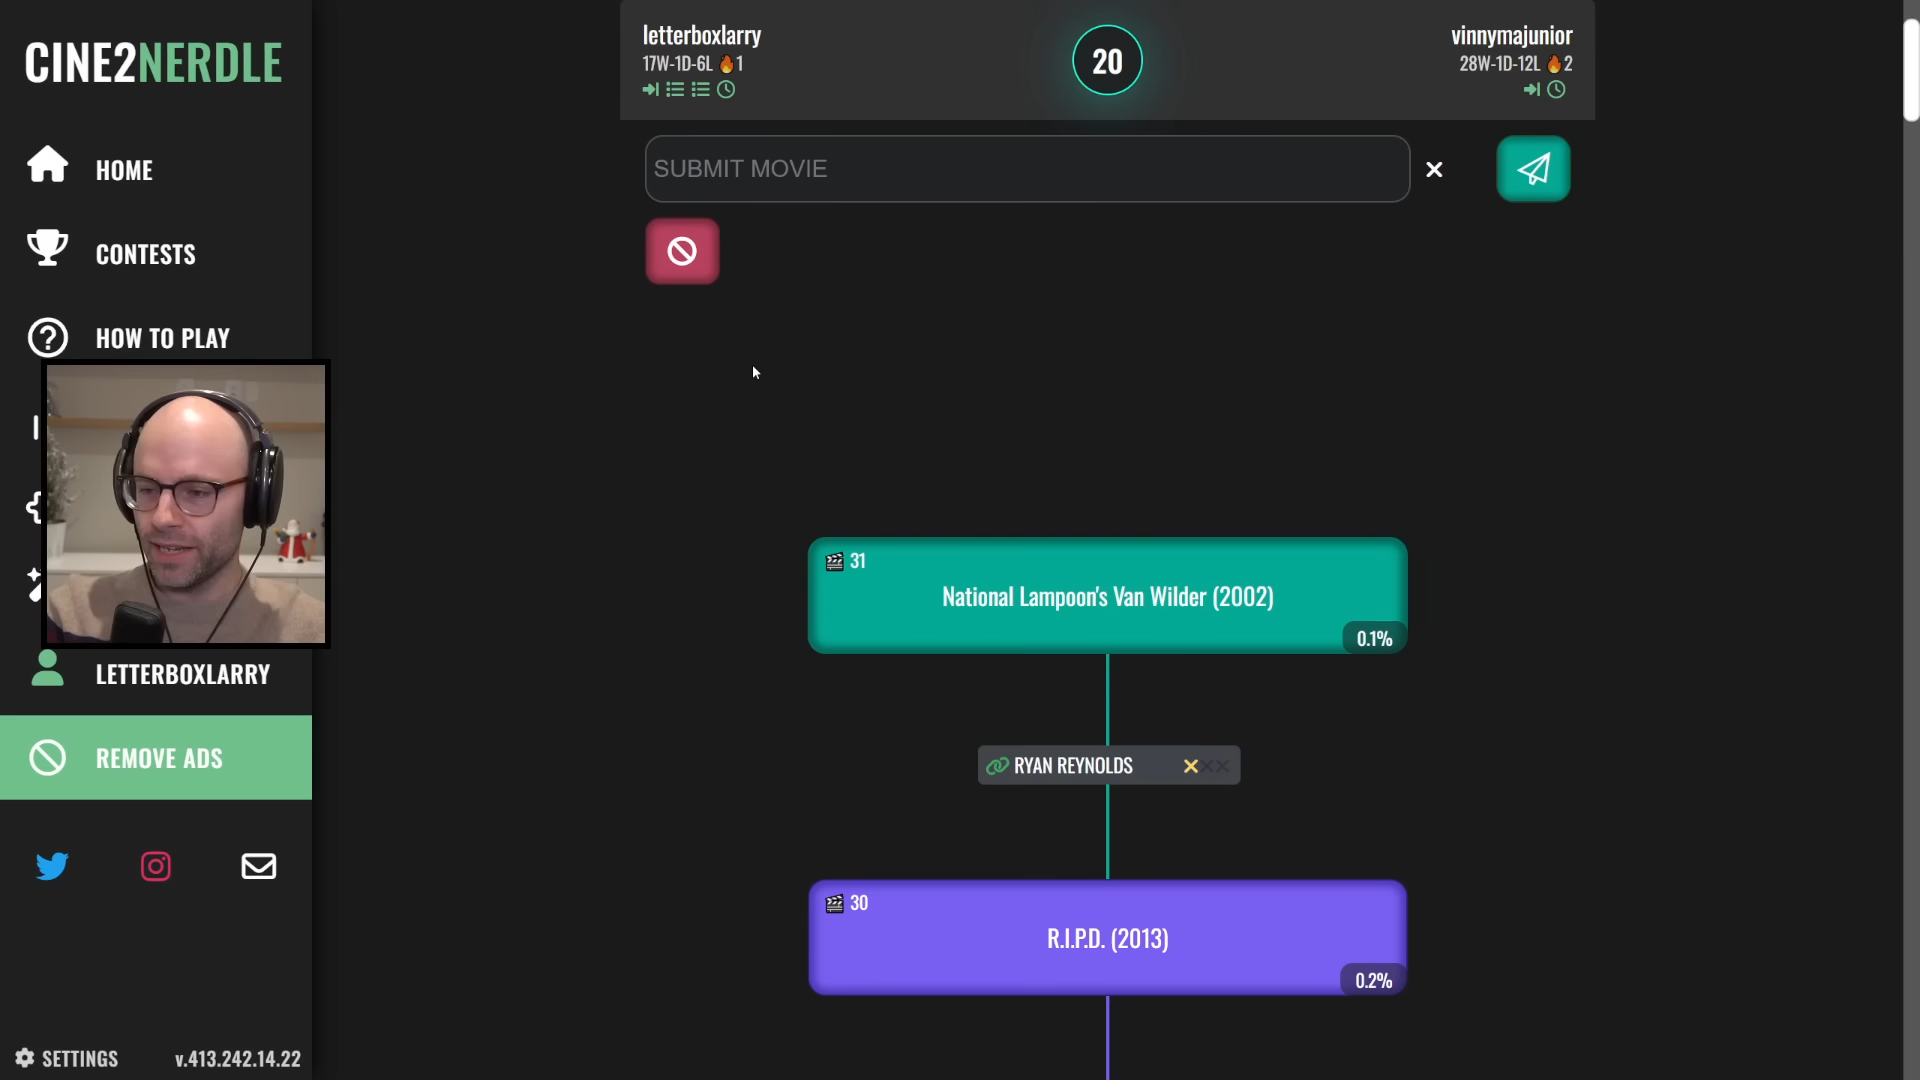 CINE2NERDLE
HOME
CONTESTS
HOW TO PLAY
LETTERBOXLARRY
REMOVE ADS
SETTINGS
v.413.242.14.22
letterboxlarry
17W-1D-6L 🔥1
20
vinnymajunior
28W-1D-12L 🔥2
SUBMIT MOVIE
31
National Lampoon's Van Wilder (2002)
0.1%
RYAN REYNOLDS
30
R.I.P.D. (2013)
0.2%